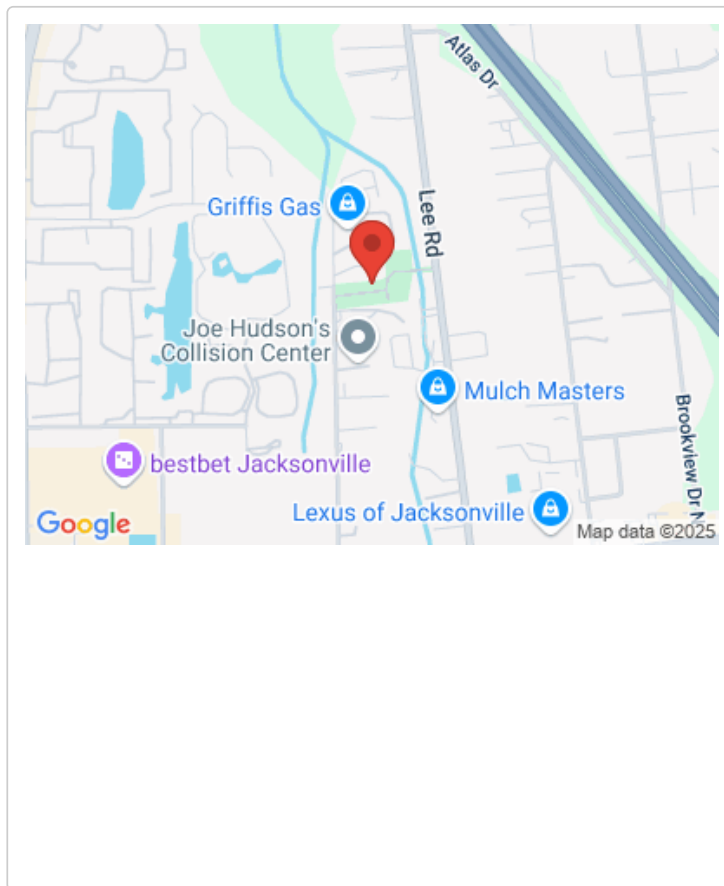 Atlas Dr
Griffis Gas
Lee Rd
Joe Hudson's
Collision Center
Mulch Masters
Brookview Dr N
bestbet Jacksonville
Lexus of Jacksonville
Google
Map data ©2025